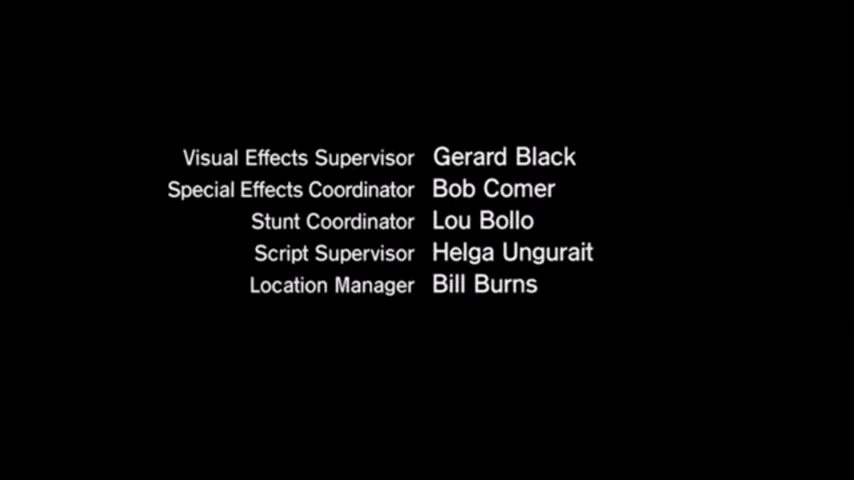 Visual Effects Supervisor Gerard Black
Special Effects Coordinator Bob Comer
Stunt Coordinator Lou Bollo
Script Supervisor Helga Ungurait
Location Manager Bill Burns